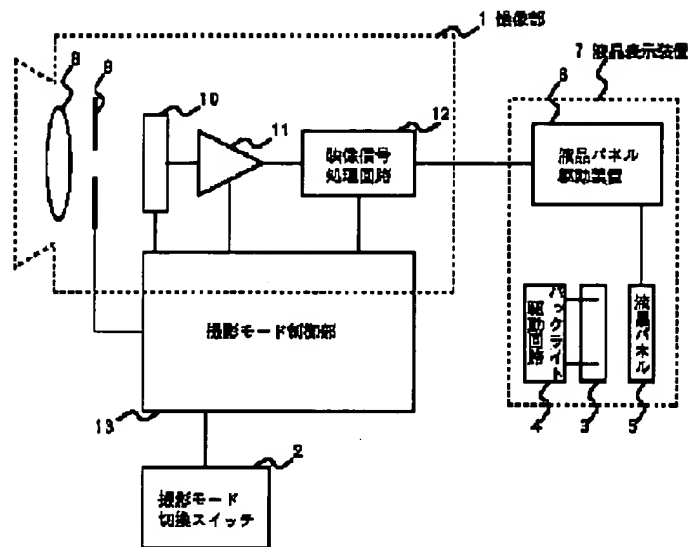 1 撮像部
7 液晶表示装置
8
9
10
11
12
6
映像信号
処理回路
液晶パネル
駆動装置
撮影モード制御部
バックライト
駆動回路
液晶パネル
13
4
3
5
2
撮影モード
切換スイッチ